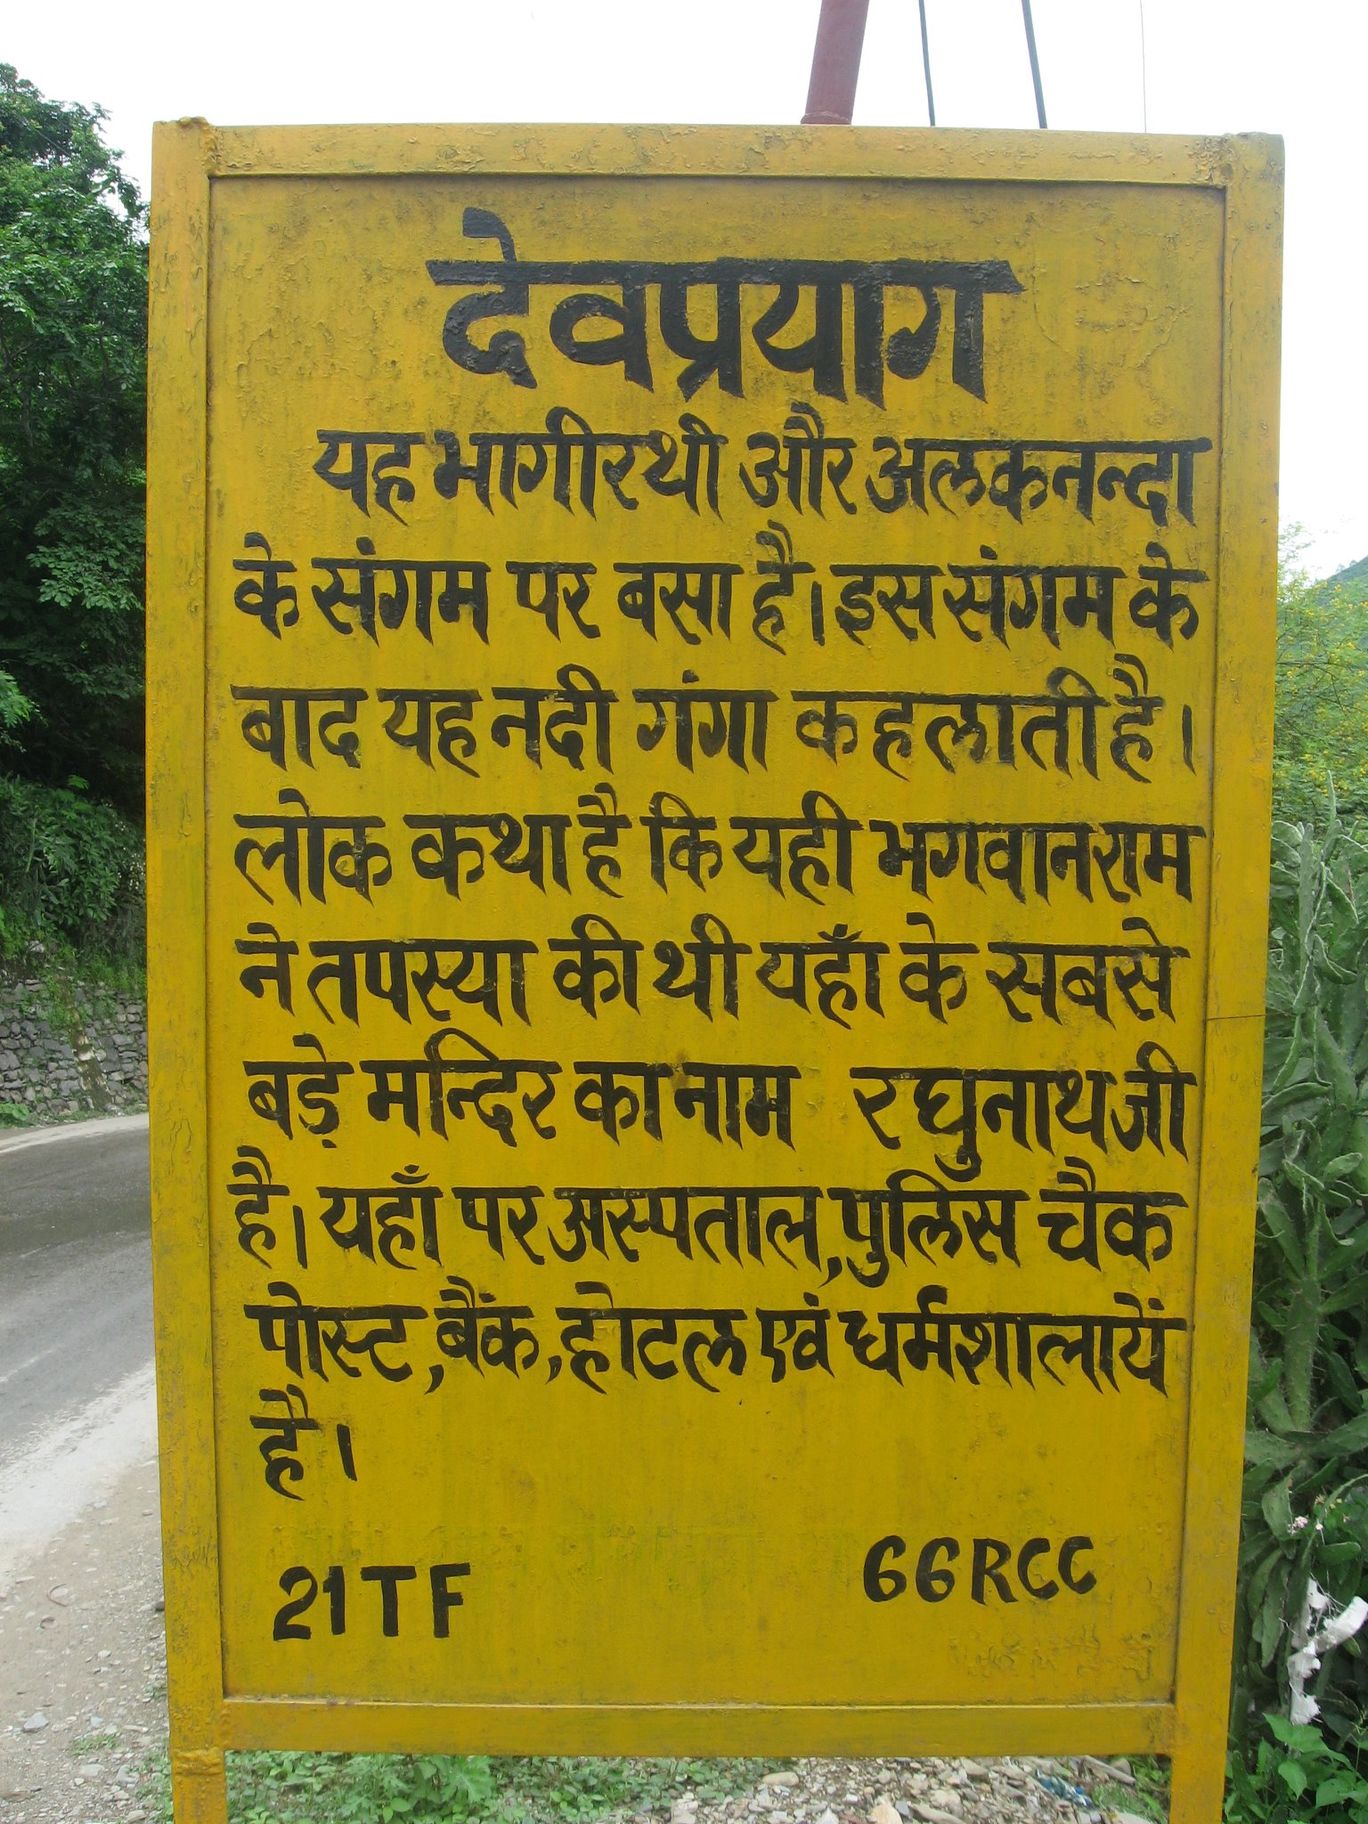 देवप्रयाग
यह भागीरथी और अलकनन्दा
के संगम पर बसा है। इस संगम के
बाद यह नदी गंगा कहलाती है।
लोक कथा है कि यही भगवान राम
ने तपस्या की थी यहाँ के सबसे
बड़े मन्दिर का नाम रघुनाथजी
है। यहाँ पर अस्पताल, पुलिस चैक
पोस्ट, बैंक, होटल एवं धर्मशालायें
है।
21TF 66RCC